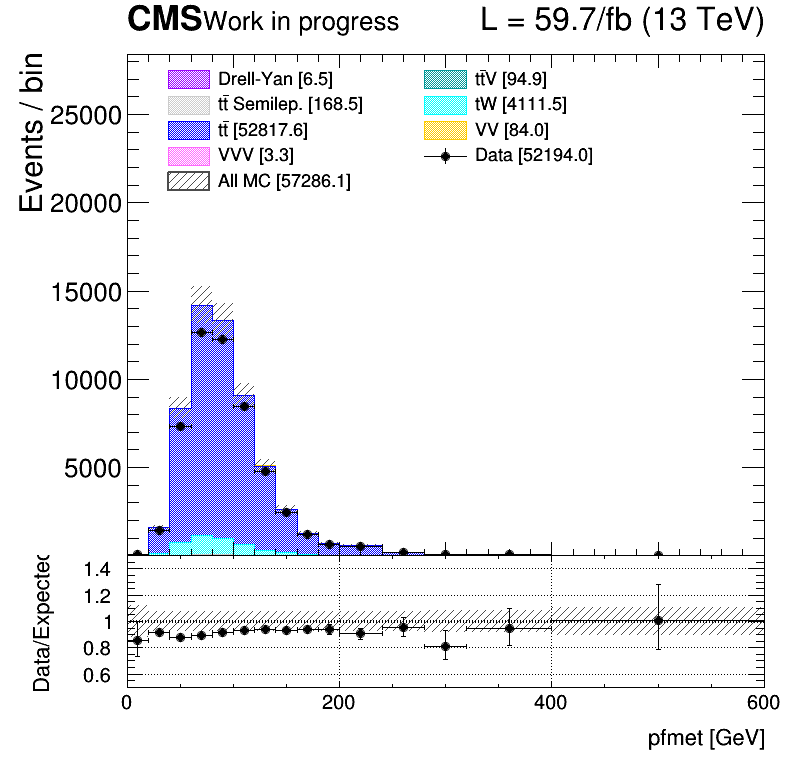 CMS Work in progress L = 59.7/fb (13 TeV)
Events / bin
Drell-Yan [6.5] tt̄V [94.9]
tt̄ Semilep. [168.5] tW [4111.5]
tt̄ [52817.6] VV [84.0]
VVV [3.3] Data [52194.0]
All MC [57286.1]
25000
20000
15000
10000
5000
Data/Expected
1.4
1.2
1
0.8
0.6
0 200 400 600
pfmet [GeV]